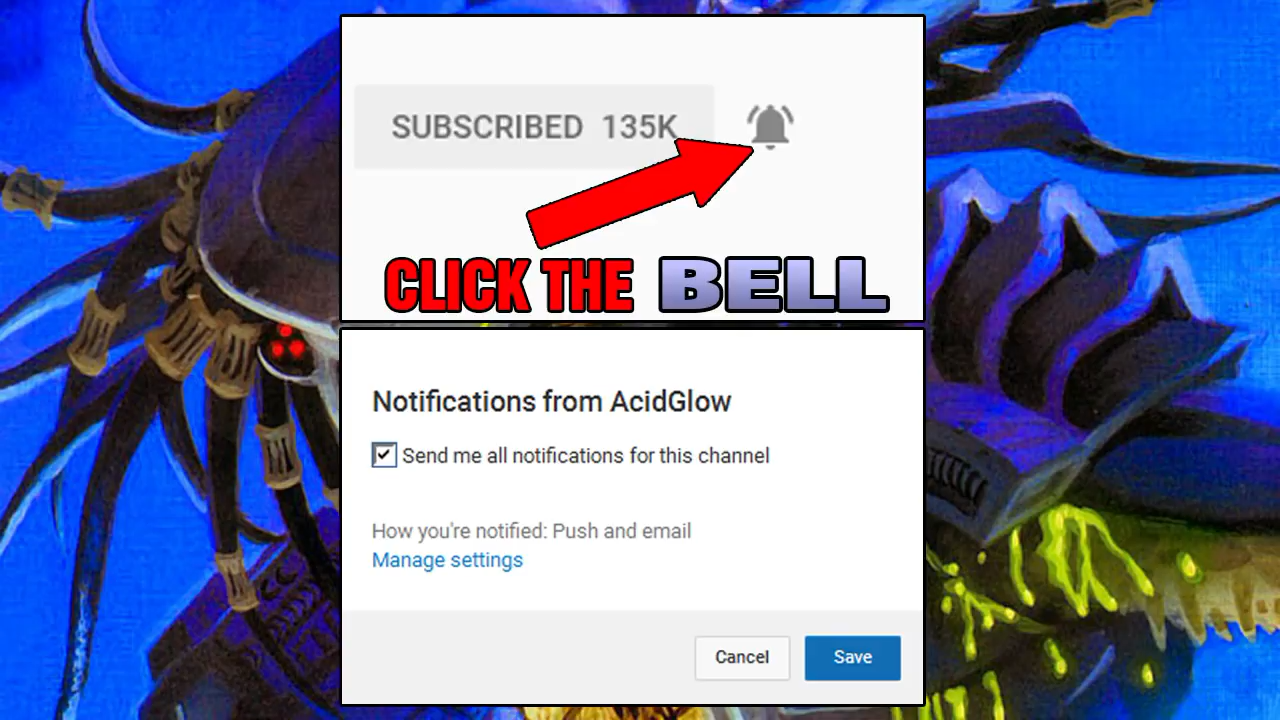 SUBSCRIBED 135K
CLICK THE BELL
Notifications from AcidGlow
Send me all notifications for this channel
How you're notified: Push and email
Manage settings
Cancel Save